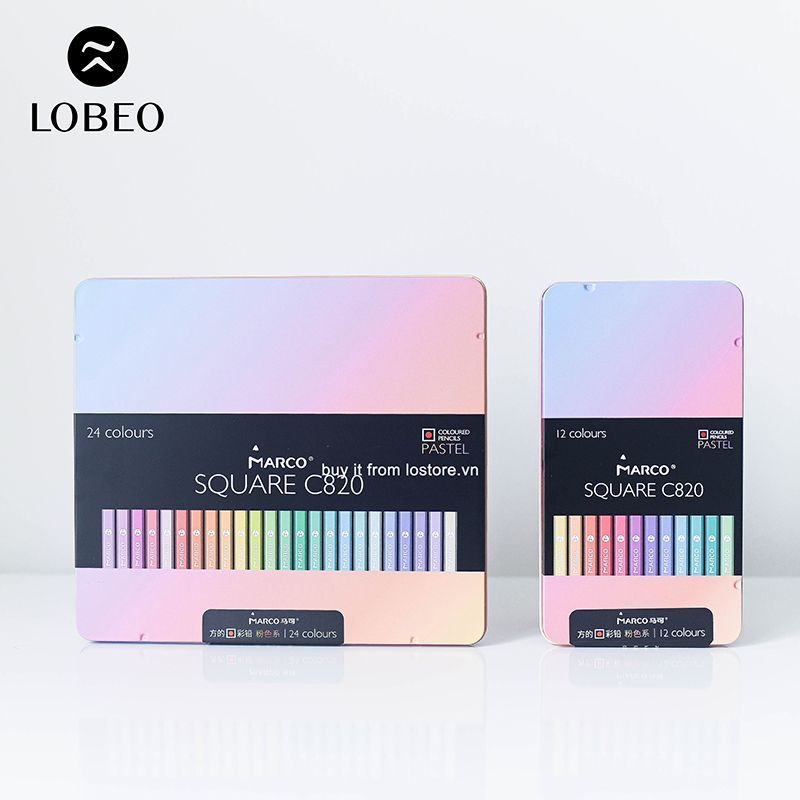 LOBEO
24 colours
COLOURED
PENCILS
PASTEL
MARCO®
buy it from lostore.vn
SQUARE C820
MARCO 马可®
方的 彩铅 粉色系 | 24 colours
12 colours
COLOURED
PENCILS
PASTEL
MARCO®
SQUARE C820
MARCO 马可®
方的 彩铅 粉色系 | 12 colours